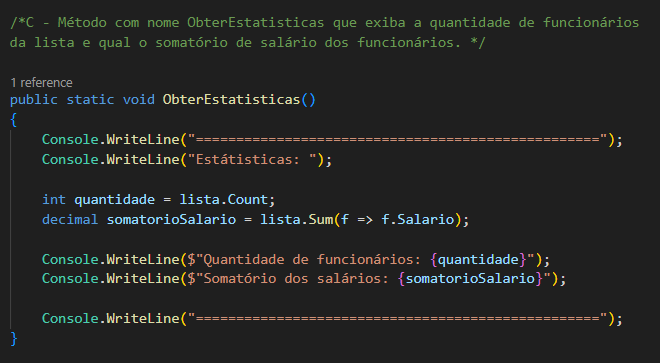 /*C - Método com nome ObterEstatisticas que exiba a quantidade de funcionários
da lista e qual o somatório de salário dos funcionários. */
1 reference
public static void ObterEstatisticas()
{
Console.WriteLine("==================================================");
Console.WriteLine("Estátisticas: ");
int quantidade = lista.Count;
decimal somatorioSalario = lista.Sum(f => f.Salario);
Console.WriteLine($"Quantidade de funcionários: {quantidade}");
Console.WriteLine($"Somatório dos salários: {somatorioSalario}");
Console.WriteLine("==================================================");
}